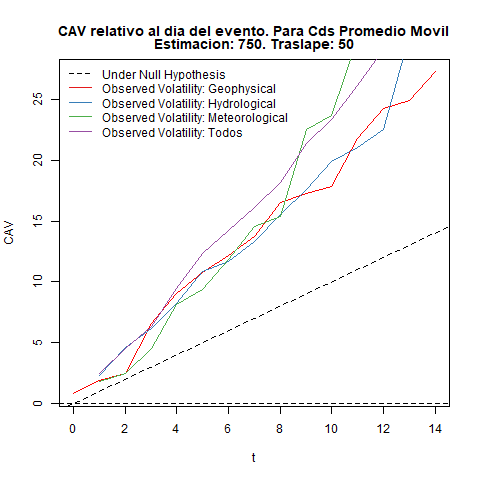 CAV relativo al dia del evento. Para Cds Promedio Movil
Estimacion: 750. Traslape: 50
Under Null Hypothesis
Observed Volatility: Geophysical
Observed Volatility: Hydrological
Observed Volatility: Meteorological
Observed Volatility: Todos
CAV
25
20
15
10
5
0
0 2 4 6 8 10 12 14
t